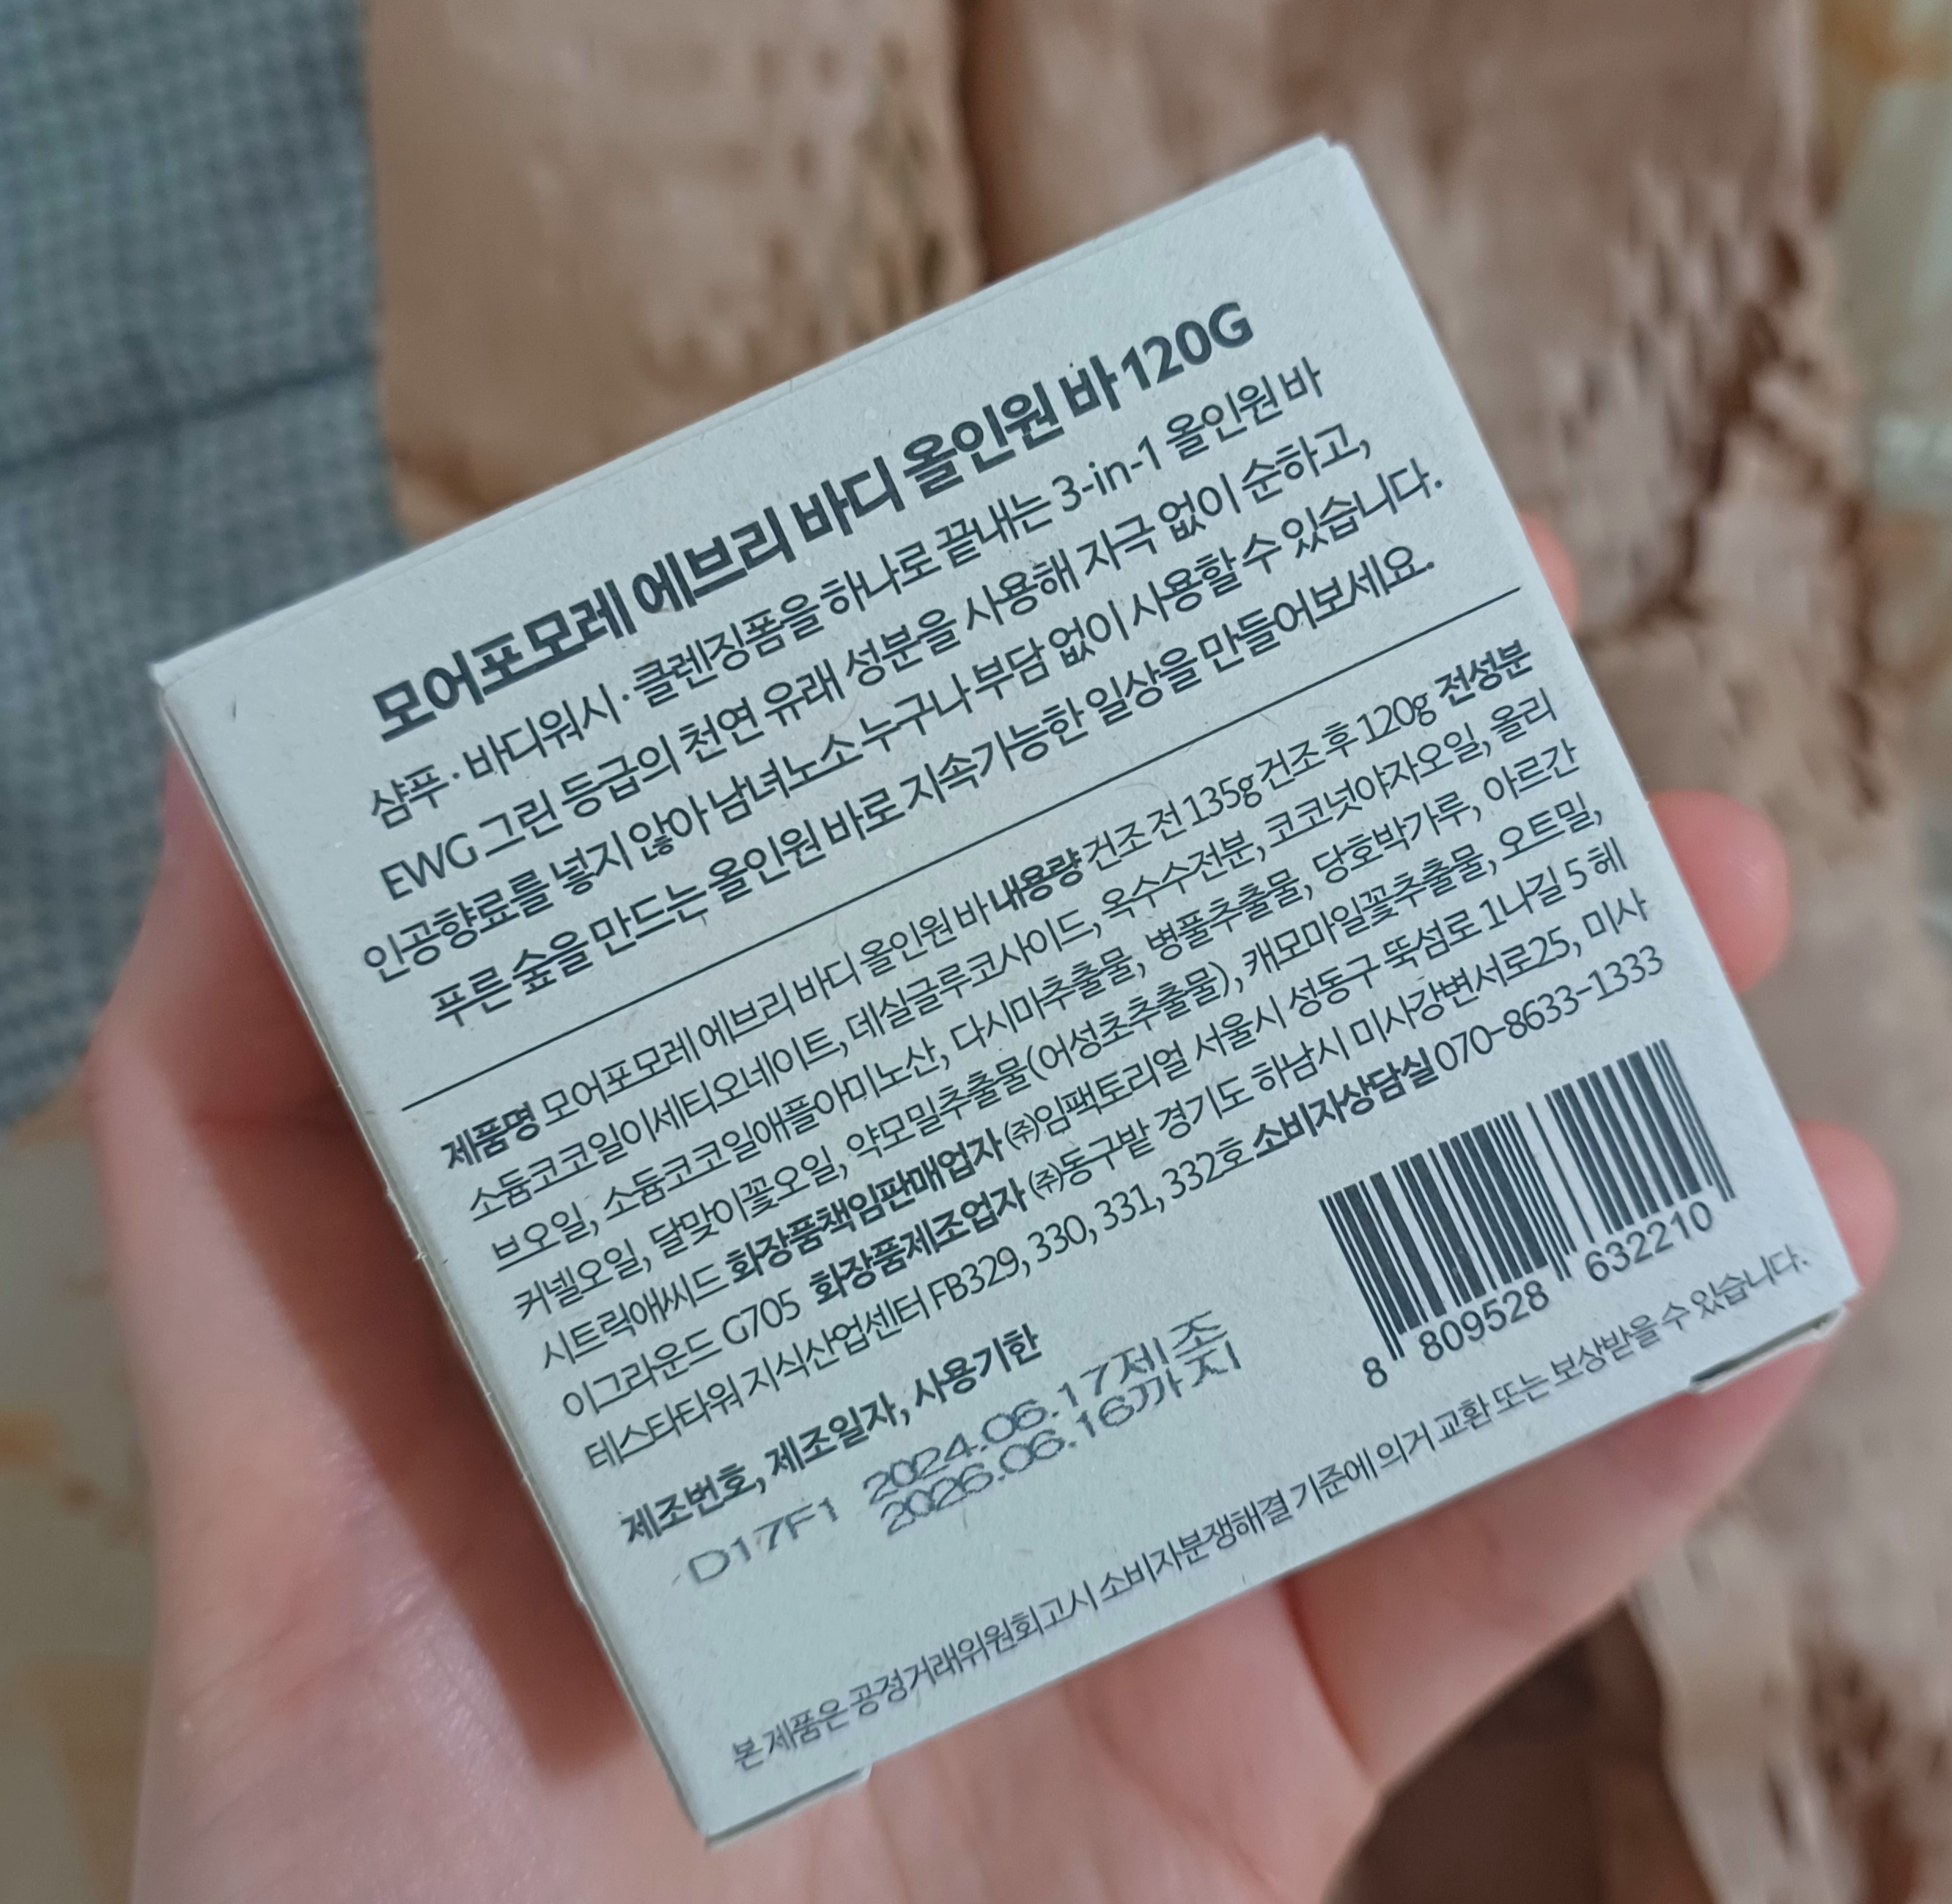 모어포모레 에브리 바디 올인원 바 120G
샴푸·바디워시·클렌징폼을 하나로 끝내는 3-in-1 올인원 바
EWG 그린 등급의 천연 유래 성분을 사용해 자극 없이 순하고,
인공향료를 넣지 않아 남녀노소 누구나 부담 없이 사용할 수 있습니다.
푸른 숲을 만드는 올인원 바로 지속가능한 일상을 만들어보세요.
제품명 모어포모레 에브리 바디 올인원 바 내용량 건조 전 135g 건조 후 120g 전성분
소듐코코일이세티오네이트, 데실글루코사이드, 옥수수전분, 코코넛야자오일, 올리
브오일, 소듐코코일애플아미노산, 다시마추출물, 병풀추출물, 당호박가루, 아르간
커넬오일, 달맞이꽃오일, 약모밀추출물(어성초추출물), 캐모마일꽃추출물, 오트밀,
시트릭애씨드 화장품책임판매업자 ㈜임팩토리얼 서울시 성동구 뚝섬로 1나길 5 헤
이그라운드 G705 화장품제조업자 ㈜동구밭 경기도 하남시 미사강변서로25, 미사
테스타타워 지식산업센터 FB329, 330, 331, 332호 소비자상담실 070-8633-1333
제조번호, 제조일자, 사용기한
D17F1 2024.06.17제조
2026.06.16까지
8 809528 632210
본 제품은 공정거래위원회고시 소비자분쟁해결 기준에 의거 교환 또는 보상받을 수 있습니다.